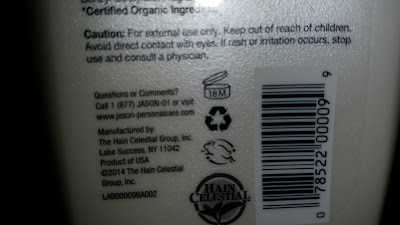 *Certified Organic Ingredients
Caution: For external use only. Keep out of reach of children.
Avoid direct contact with eyes. If rash or irritation occurs, stop
use and consult a physician.
Questions or Comments?
Call 1 (877) JASON-01 or visit
www.jason-personalcare.com
18M
Manufactured by:
The Hain Celestial Group, Inc.
Lake Success, NY 11042
Product of USA
©2014 The Hain Celestial
Group, Inc.
LAB00009BA002
HAIN
CELESTIAL
0 78522 00009 9